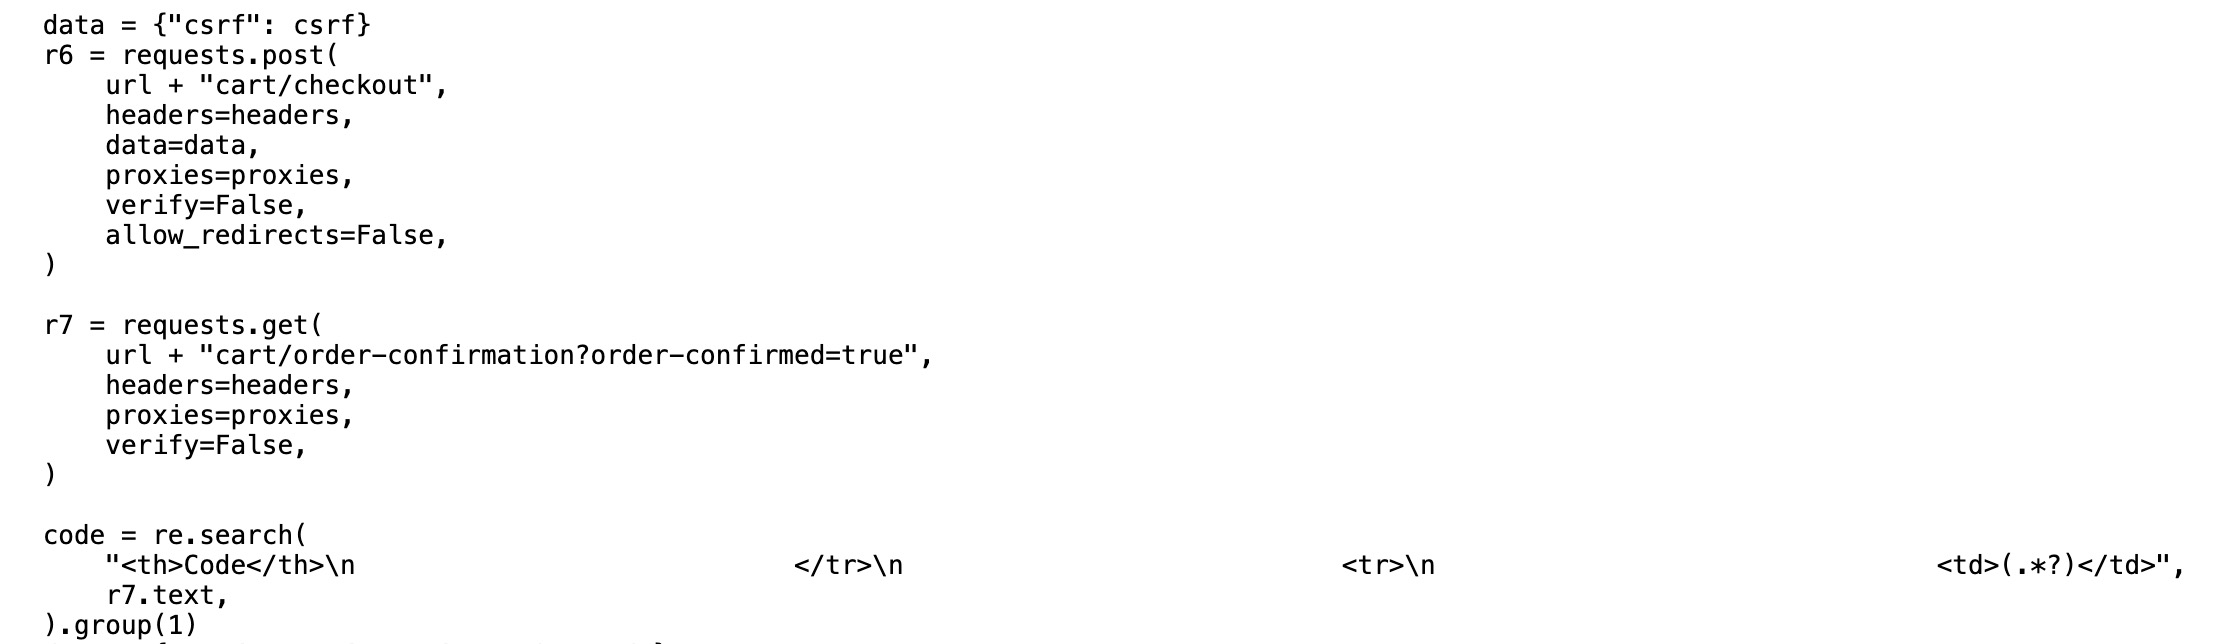 data = {"csrf": csrf}
r6 = requests.post(
    url + "cart/checkout",
    headers=headers,
    data=data,
    proxies=proxies,
    verify=False,
    allow_redirects=False,
)

r7 = requests.get(
    url + "cart/order-confirmation?order-confirmed=true",
    headers=headers,
    proxies=proxies,
    verify=False,
)

code = re.search(
    "<th>Code</th>\n                            </tr>\n                            <tr>\n                                <td>(.*?)</td>",
    r7.text,
).group(1)